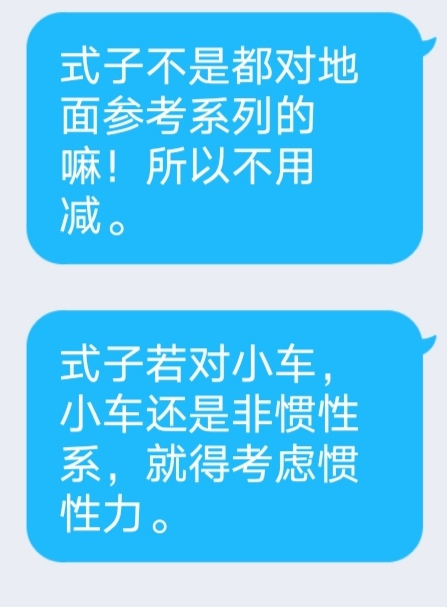 式子不是都对地
面参考系列的
嘛！所以不用
减。
式子若对小车，
小车还是非惯性
系，就得考虑惯
性力。